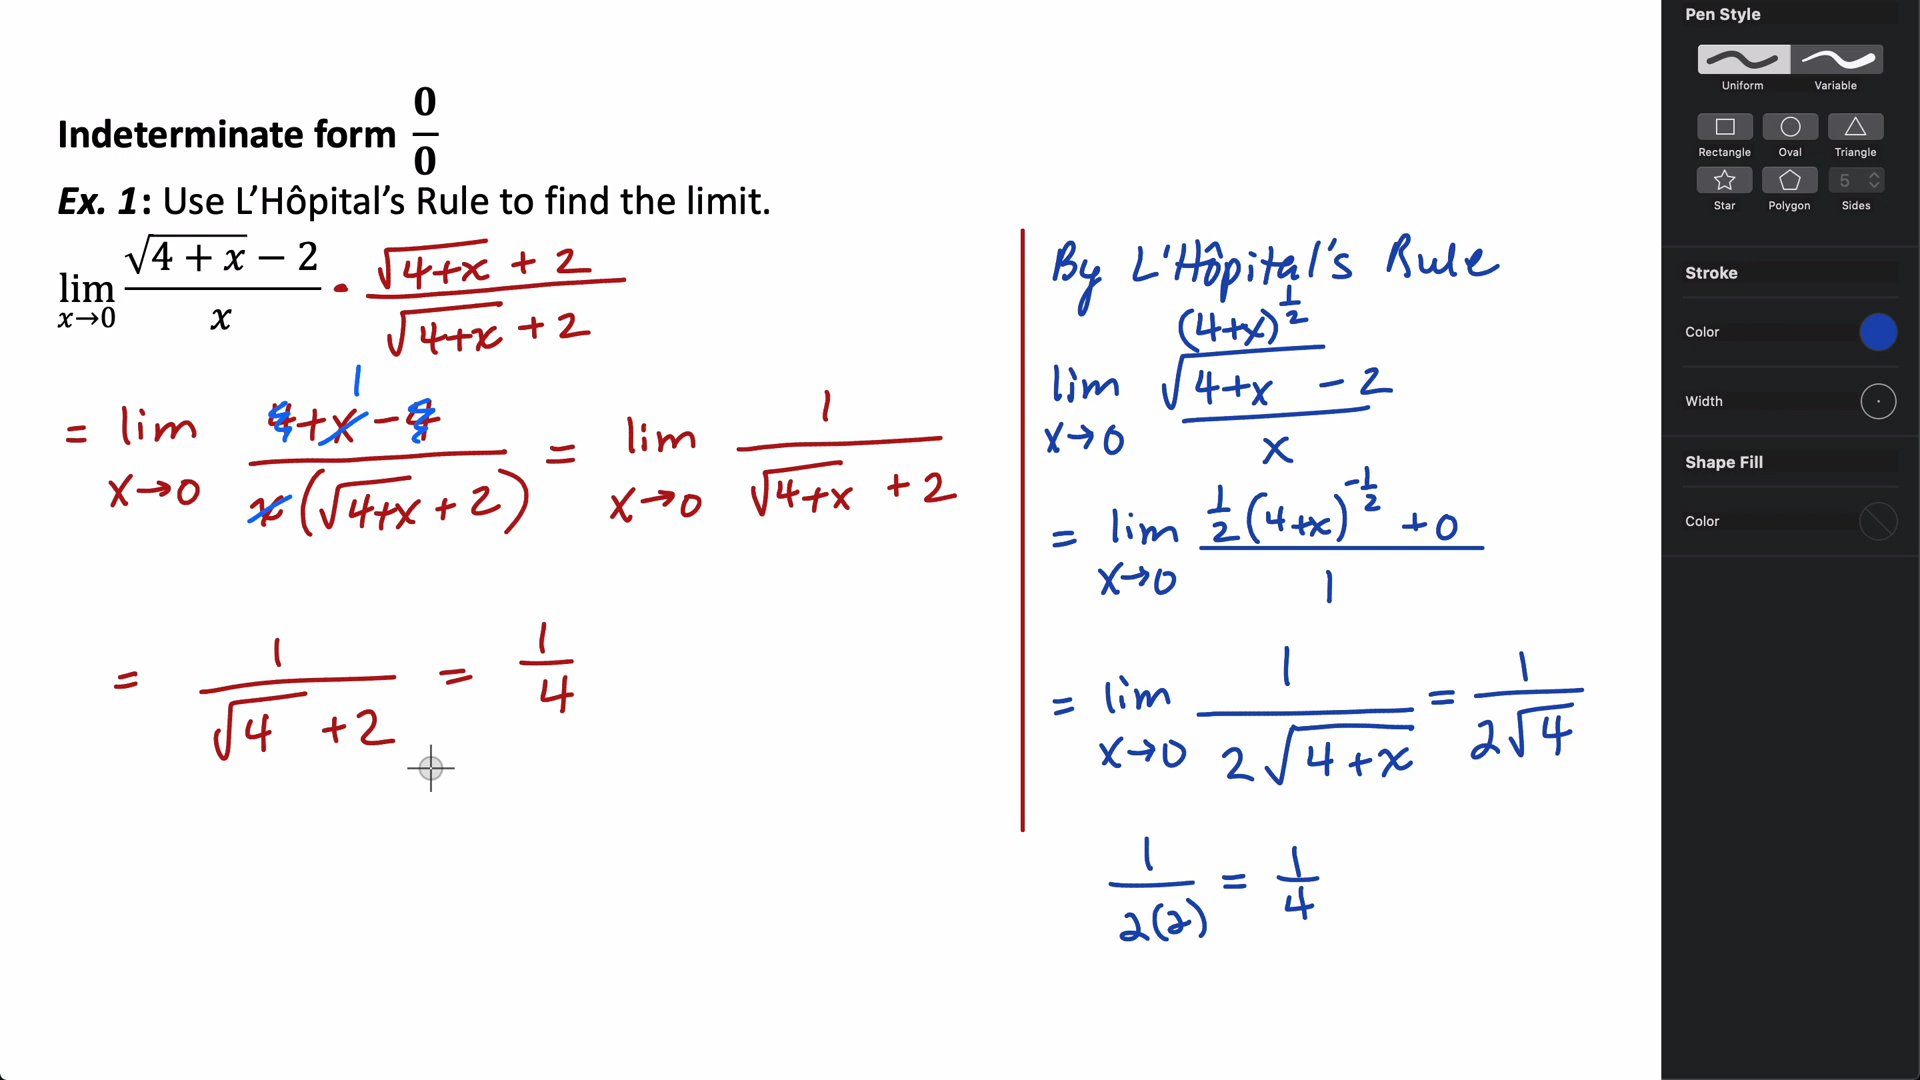 Indeterminate form 0/0
Ex. 1: Use L’Hôpital’s Rule to find the limit.
lim x→0 (√(4 + x) − 2)/x · (√(4+x) + 2)/(√(4+x) + 2)
= lim x→0 (4+x−4)/(x(√(4+x) + 2)) 1 = lim x→0 1/(√(4+x) + 2)
= 1/(√4 + 2) = 1/4
By L'Hôpital's Rule
(4+x)^(1/2)
lim x→0 (√(4+x) − 2)/x
= lim x→0 (1/2(4+x)^(−1/2) + 0)/1
= lim x→0 1/(2√(4+x)) = 1/(2√4)
1/(2(2)) = 1/4
Pen Style
Uniform Variable
Rectangle Oval Triangle
5
Star Polygon Sides
Stroke
Color
Width
Shape Fill
Color